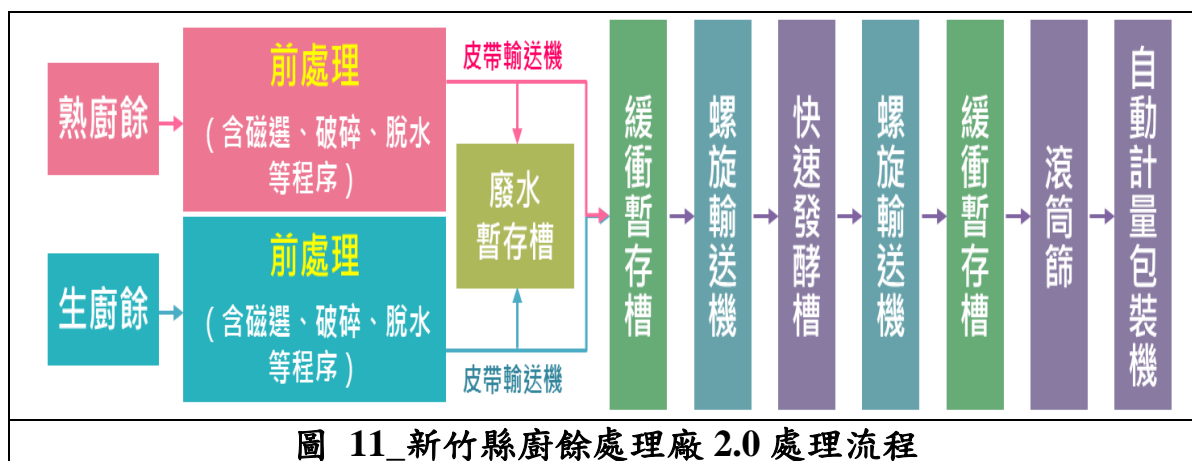 熟廚餘
前處理
(含磁選、破碎、脫水
等程序)
皮帶輸送機
生廚餘
前處理
(含磁選、破碎、脫水
等程序)
皮帶輸送機
廢水
暫存槽
緩衝暫存槽
螺旋輸送機
快速發酵槽
螺旋輸送機
緩衝暫存槽
滾筒篩
自動計量包裝機
圖 11_新竹縣廚餘處理廠 2.0 處理流程